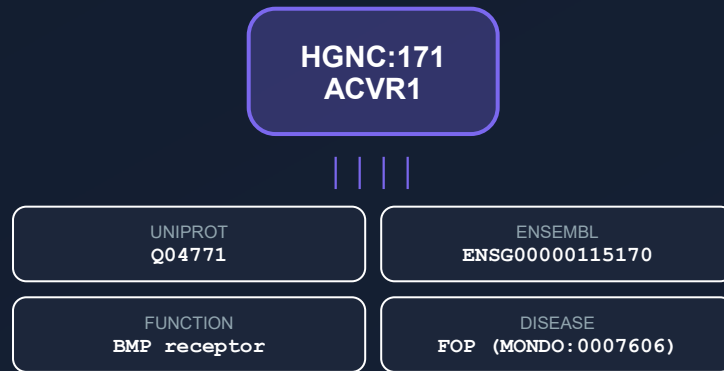 HGNC:171
ACVR1
UNIPROT
Q04771
ENSEMBL
ENSG00000115170
FUNCTION
BMP receptor
DISEASE
FOP (MONDO:0007606)